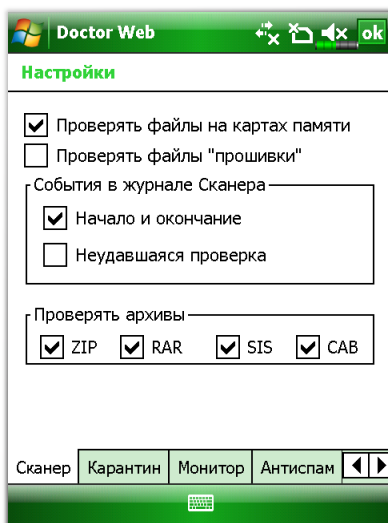 Doctor Web ok
Настройки
Проверять файлы на картах памяти
Проверять файлы "прошивки"
События в журнале Сканера
Начало и окончание
Неудавшаяся проверка
Проверять архивы
ZIP RAR SIS CAB
Сканер Карантин Монитор Антиспам